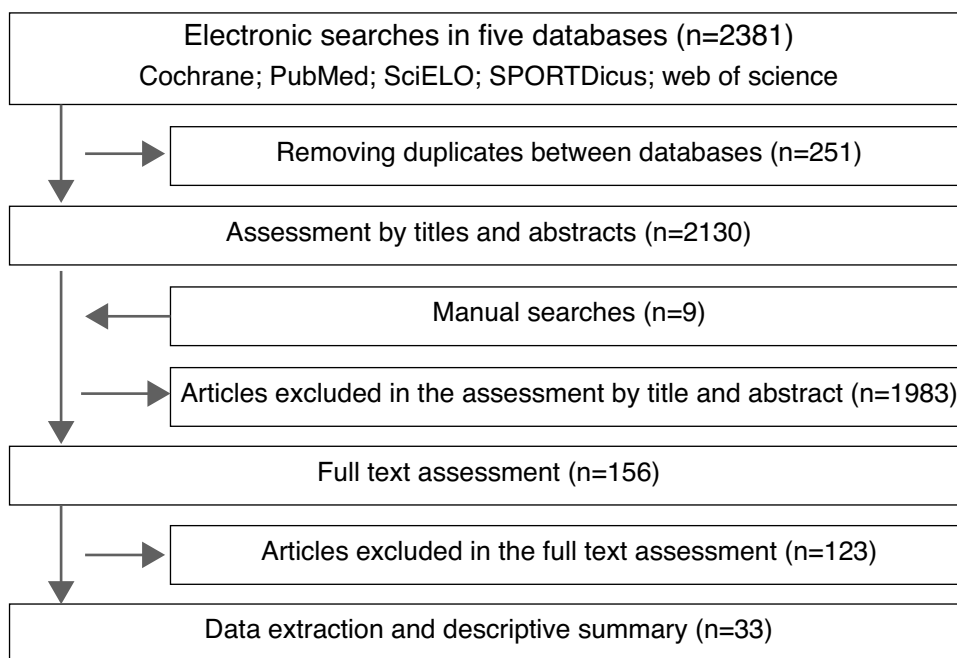 Electronic searches in five databases (n=2381)
Cochrane; PubMed; SciELO; SPORTDicus; web of science
Removing duplicates between databases (n=251)
Assessment by titles and abstracts (n=2130)
Manual searches (n=9)
Articles excluded in the assessment by title and abstract (n=1983)
Full text assessment (n=156)
Articles excluded in the full text assessment (n=123)
Data extraction and descriptive summary (n=33)